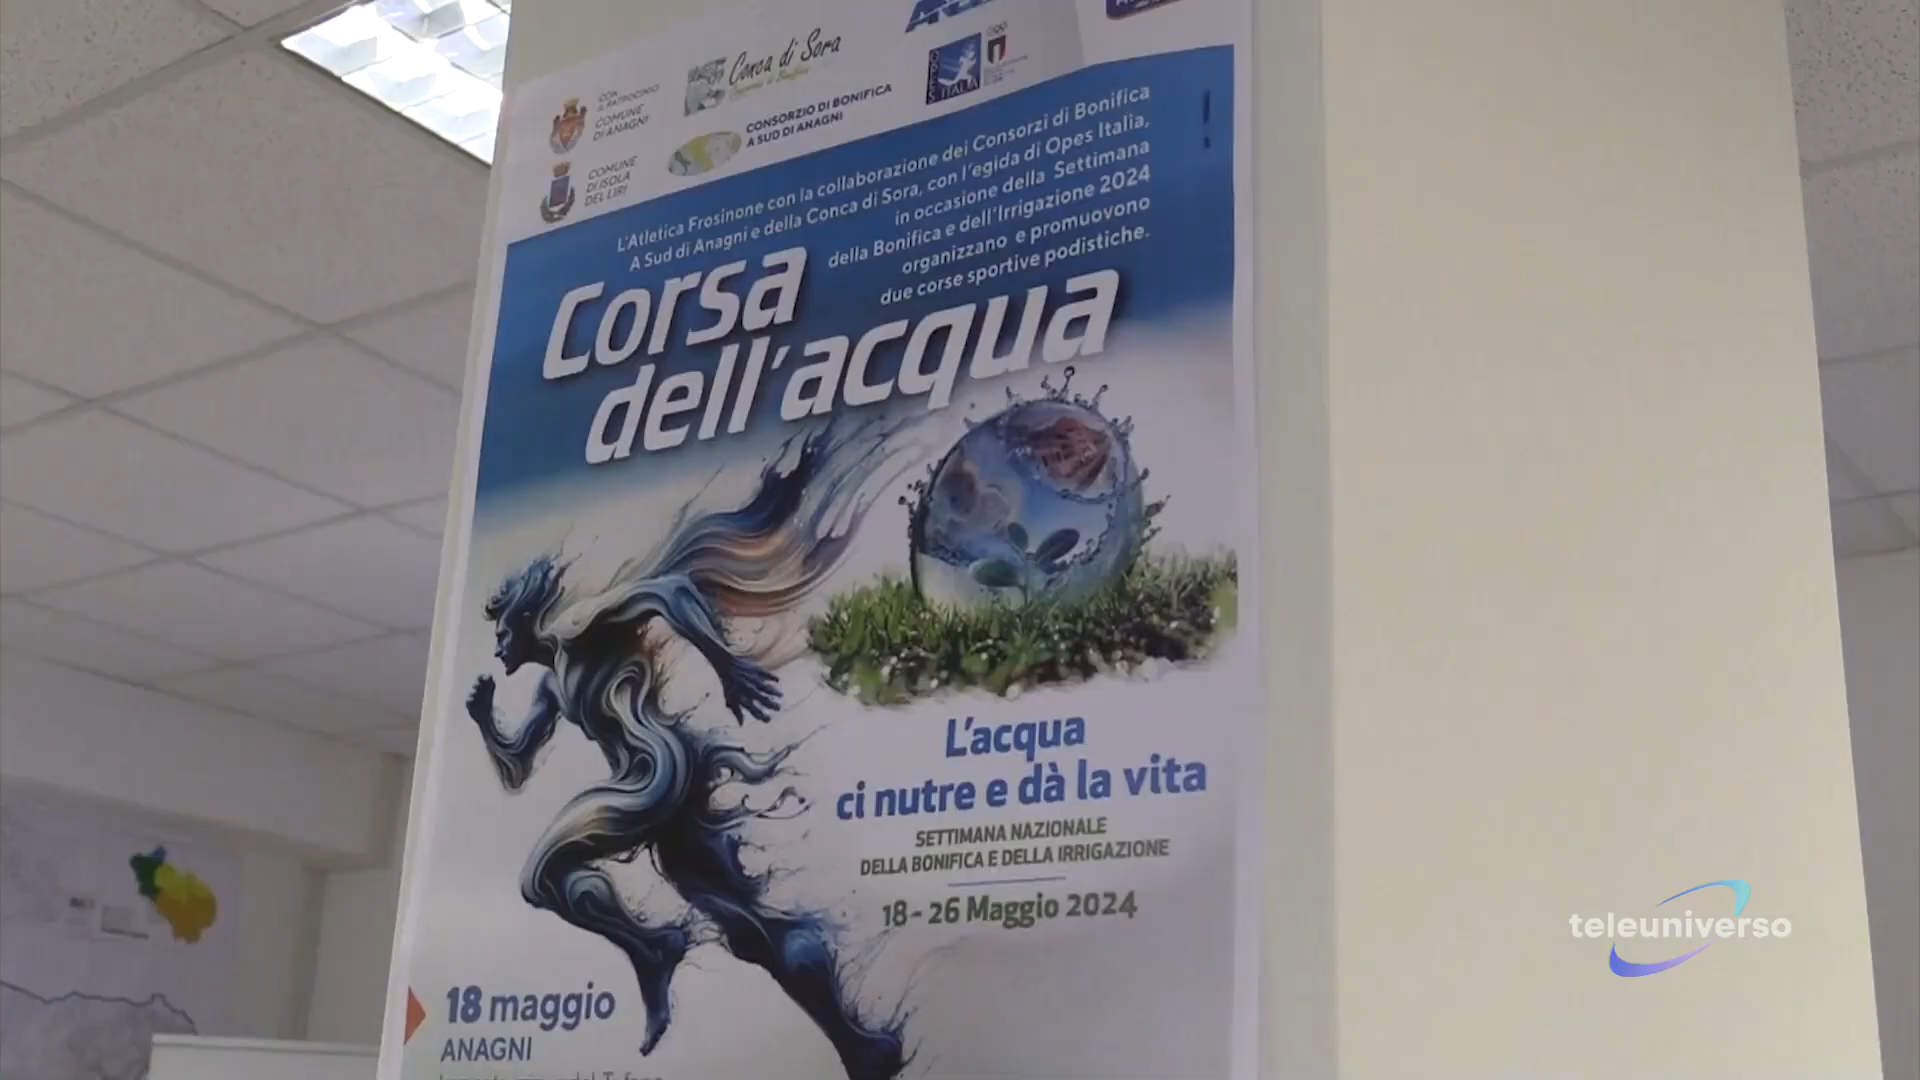 CON
IL PATROCINIO
COMUNE
DI ANAGNI
COMUNE
DI ISOLA
DEL LIRI
Conca di Sora
CONSORZIO DI BONIFICA
A SUD DI ANAGNI
ITALIA
L'Atletica Frosinone con la collaborazione dei Consorzi di Bonifica
A Sud di Anagni e della Conca di Sora, con l'egida di Opes Italia,
in occasione della Settimana
della Bonifica e dell'Irrigazione 2024
organizzano e promuovono
due corse sportive podistiche.
Corsa
dell'acqua
L'acqua
ci nutre e dà la vita
SETTIMANA NAZIONALE
DELLA BONIFICA E DELLA IRRIGAZIONE
18 - 26 Maggio 2024
18 maggio
ANAGNI
teleuniverso